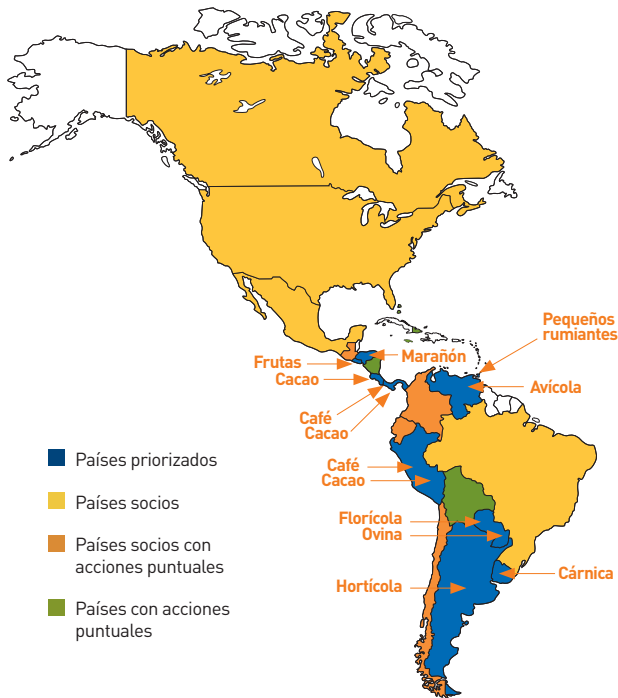 Pequeños
rumiantes
Marañón
Frutas
Cacao
Avícola
Café
Cacao
Café
Cacao
Florícola
Ovina
Cárnica
Hortícola
Países priorizados
Países socios
Países socios con
acciones puntuales
Países con acciones
puntuales